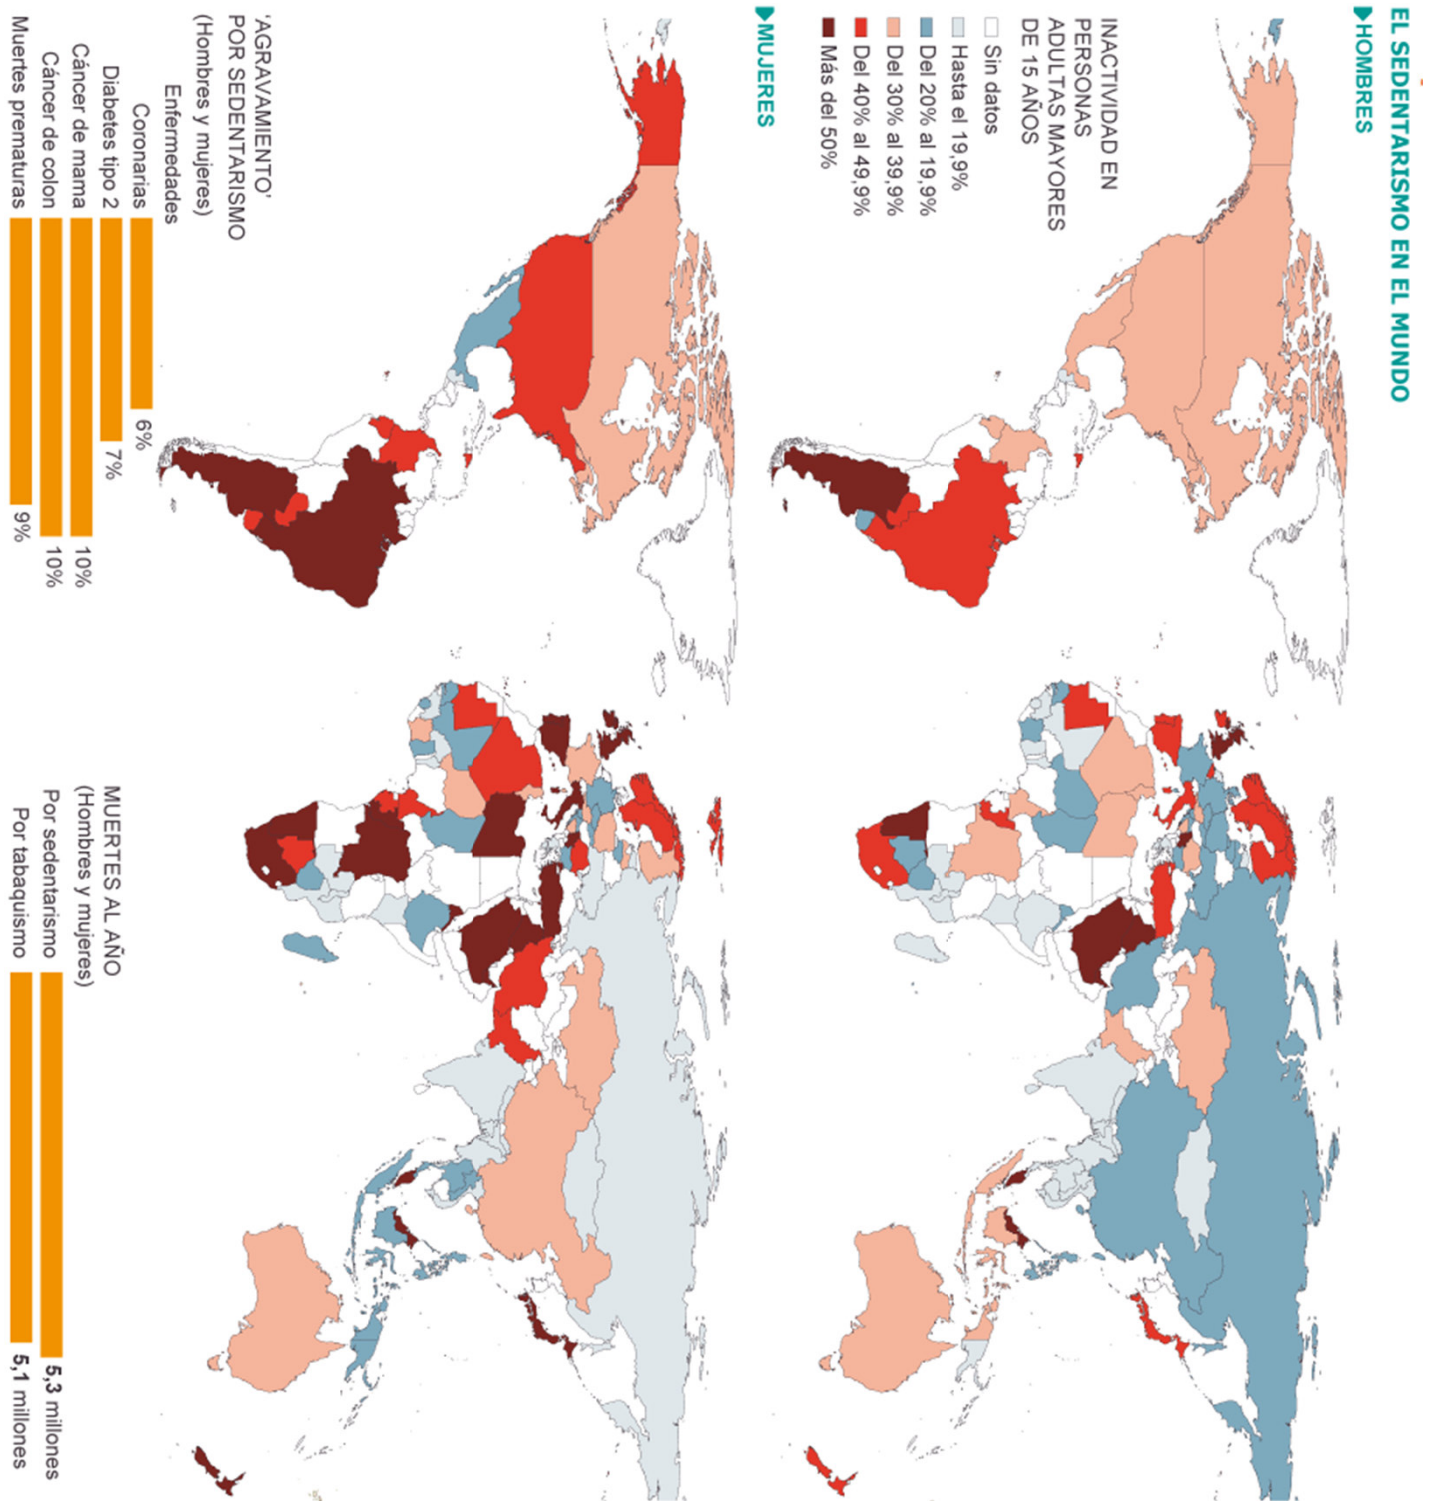 EL SEDENTARISMO EN EL MUNDO
HOMBRES
INACTIVIDAD EN
PERSONAS
ADULTAS MAYORES
DE 15 AÑOS
Sin datos
Hasta el 19,9%
Del 20% al 19,9%
Del 30% al 39,9%
Del 40% al 49,9%
Más del 50%
MUJERES
'AGRAVAMIENTO'
POR SEDENTARISMO
(Hombres y mujeres)
Enfermedades
Coronarias 6%
Diabetes tipo 2 7%
Cáncer de mama 10%
Cáncer de colon 10%
Muertes prematuras 9%
MUERTES AL AÑO
(Hombres y mujeres)
Por sedentarismo 5,3 millones
Por tabaquismo 5,1 millones